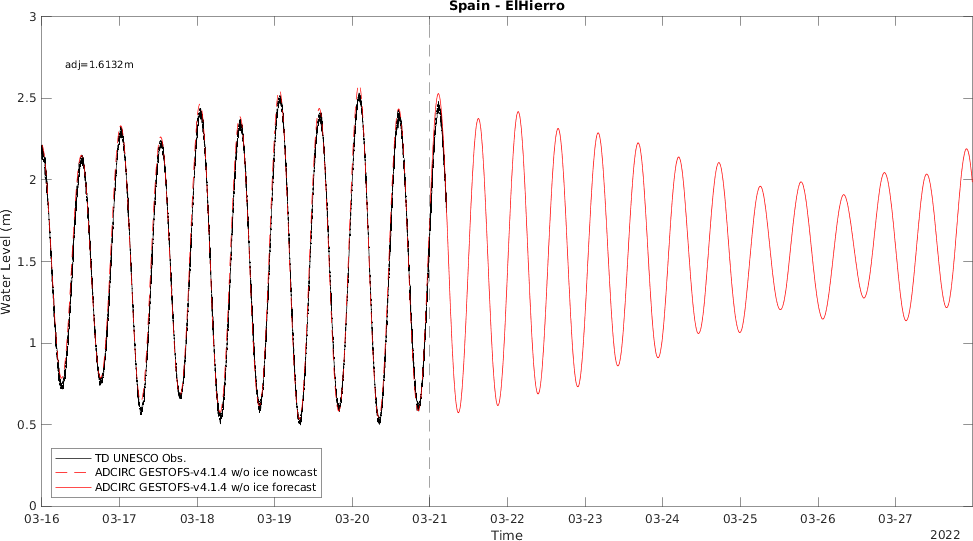 Spain - ElHierro
adj=1.6132m
3
2.5
2
1.5
1
0.5
0
Water Level (m)
TD UNESCO Obs.
ADCIRC GESTOFS-v4.1.4 w/o ice nowcast
ADCIRC GESTOFS-v4.1.4 w/o ice forecast
03-16 03-17 03-18 03-19 03-20 03-21 03-22 03-23 03-24 03-25 03-26 03-27
Time
2022